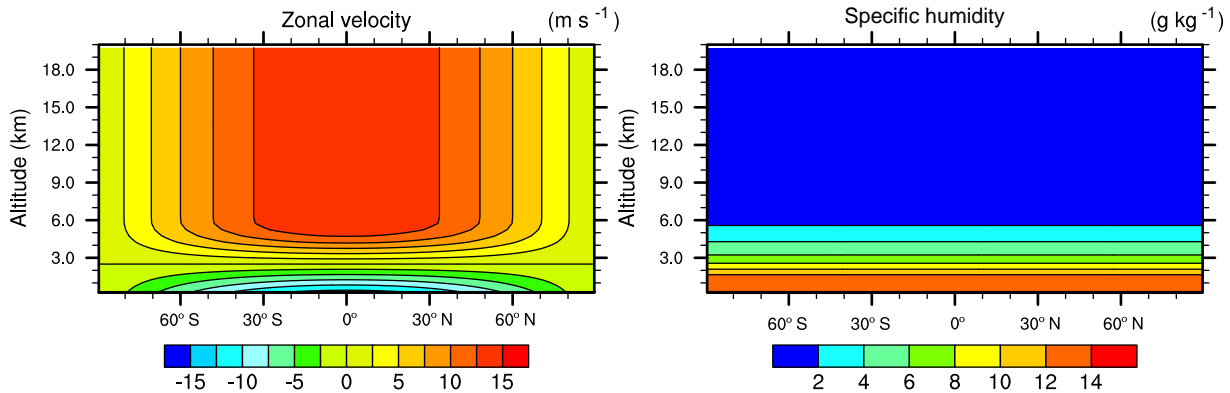 Zonal velocity (m s -1)
Altitude (km)
18.0
15.0
12.0
9.0
6.0
3.0
60° S 30° S 0° 30° N 60° N
-15 -10 -5 0 5 10 15
Specific humidity (g kg -1)
Altitude (km)
18.0
15.0
12.0
9.0
6.0
3.0
60° S 30° S 0° 30° N 60° N
2 4 6 8 10 12 14